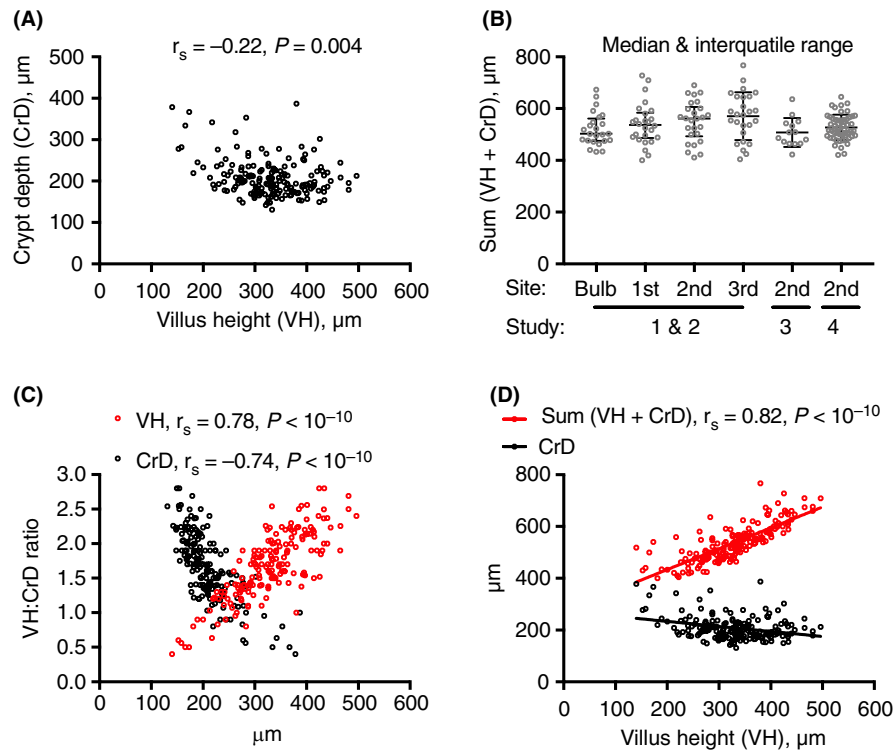 (A)
rs = –0.22, P = 0.004
Crypt depth (CrD), µm
500
400
300
200
100
0
0 100 200 300 400 500 600
Villus height (VH), µm
(B)
Median & interquatile range
Sum (VH + CrD), µm
800
600
400
200
0
Site: Bulb 1st 2nd 3rd 2nd 2nd
Study: 1 & 2 3 4
(C)
VH, rs = 0.78, P < 10–10
CrD, rs = –0.74, P < 10–10
VH:CrD ratio
3.0
2.5
2.0
1.5
1.0
0.5
0.0
0 100 200 300 400 500 600
µm
(D)
Sum (VH + CrD), rs = 0.82, P < 10–10
CrD
µm
800
600
400
200
0
0 100 200 300 400 500 600
Villus height (VH), µm